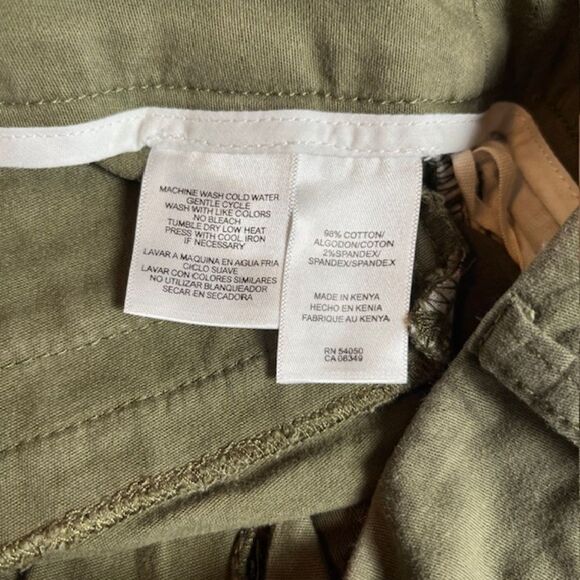 MACHINE WASH COLD WATER
GENTLE CYCLE
WASH WITH LIKE COLORS
NO BLEACH
TUMBLE DRY LOW HEAT
PRESS WITH COOL IRON
IF NECESSARY
LAVAR A MAQUINA EN AGUA FRIA
CICLO SUAVE
LAVAR CON COLORES SIMILARES
NO UTILIZAR BLANQUEADOR
SECAR EN SECADORA
98% COTTON/
ALGODON/COTON
2%SPANDEX/
SPANDEX/SPANDEX
MADE IN KENYA
HECHO EN KENIA
FABRIQUE AU KENYA
RN 54050
CA 06349